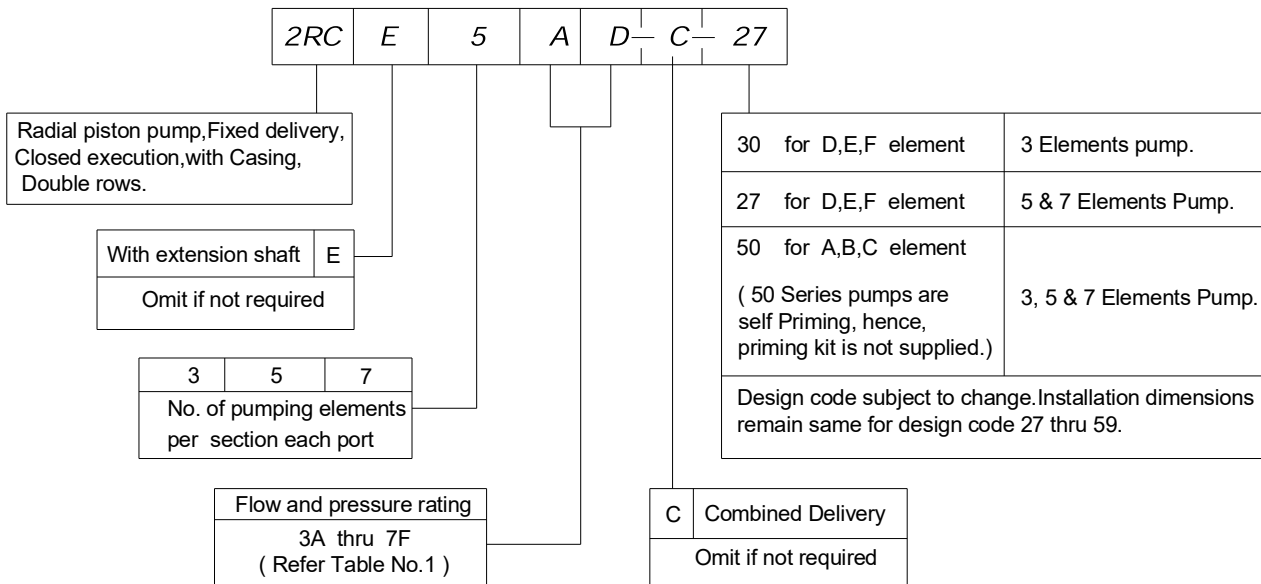 2RC E 5 A D - C - 27
Radial piston pump,Fixed delivery,
Closed execution,with Casing,
Double rows.
With extension shaft E
Omit if not required
3 5 7
No. of pumping elements
per section each port
Flow and pressure rating
3A thru 7F
( Refer Table No.1 )
C Combined Delivery
Omit if not required
30 for D,E,F element 3 Elements pump.
27 for D,E,F element 5 & 7 Elements Pump.
50 for A,B,C element
( 50 Series pumps are
self Priming, hence,
priming kit is not supplied.)
3, 5 & 7 Elements Pump.
Design code subject to change.Installation dimensions
remain same for design code 27 thru 59.